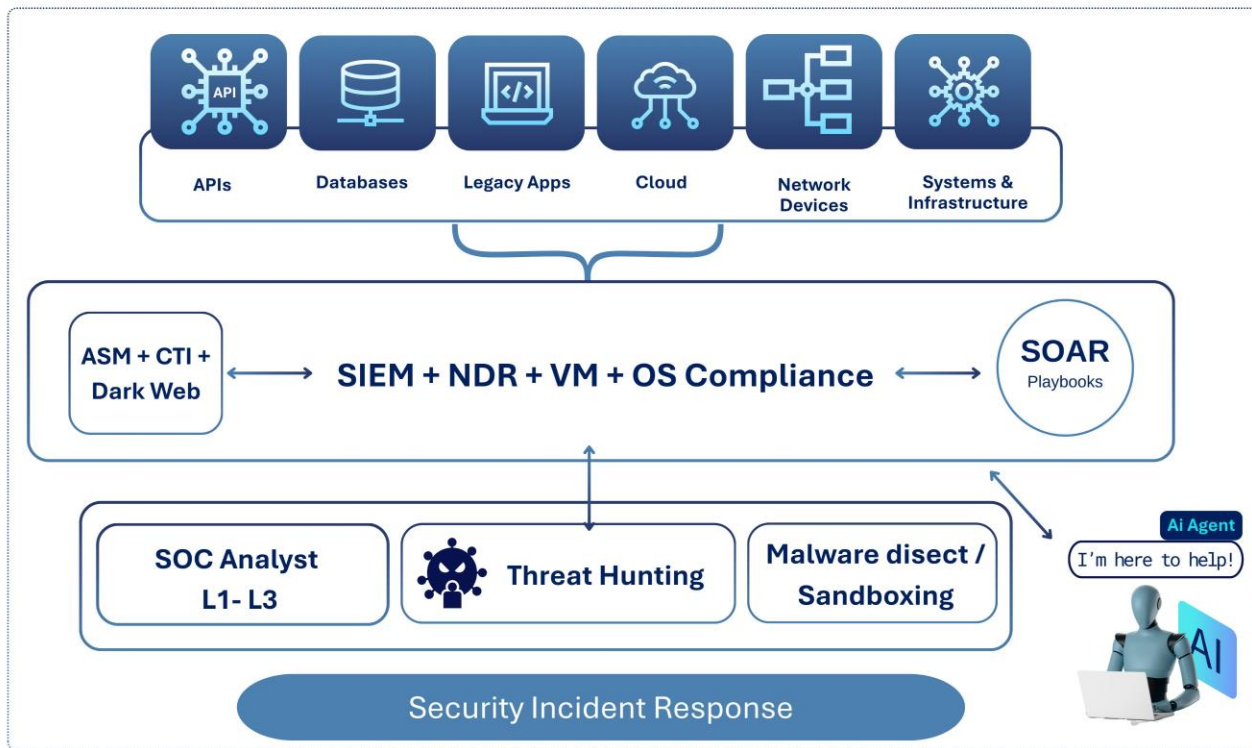 API
</>
APIs
Databases
Legacy Apps
Cloud
Network
Devices
Systems &
Infrastructure
ASM + CTI +
Dark Web
SIEM + NDR + VM + OS Compliance
SOAR
Playbooks
SOC Analyst
L1- L3
Threat Hunting
Malware disect /
Sandboxing
Ai Agent
I'm here to help!
AI
Security Incident Response